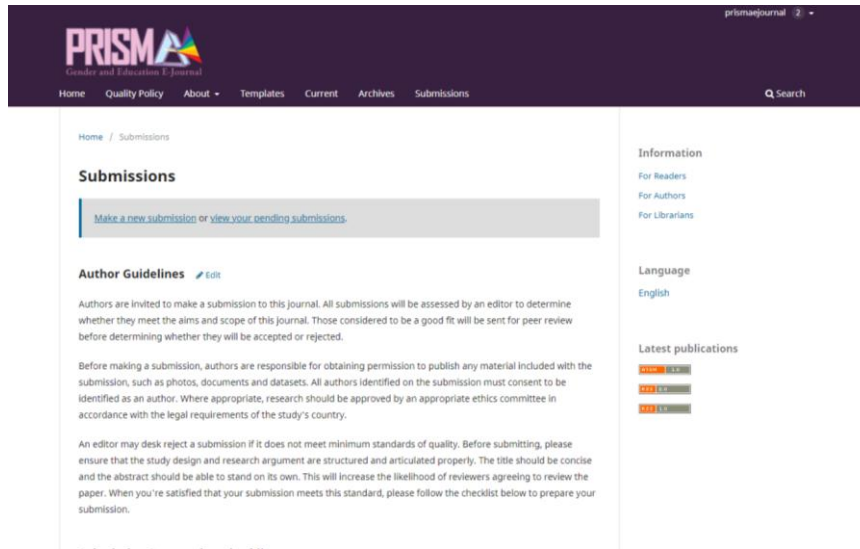 prismaejournal 2
PRISMA
Gender and Education E-Journal
Home Quality Policy About Templates Current Archives Submissions Search
Home / Submissions
Submissions
Make a new submission or view your pending submissions.
Author Guidelines Edit
Authors are invited to make a submission to this journal. All submissions will be assessed by an editor to determine
whether they meet the aims and scope of this journal. Those considered to be a good fit will be sent for peer review
before determining whether they will be accepted or rejected.
Before making a submission, authors are responsible for obtaining permission to publish any material included with the
submission, such as photos, documents and datasets. All authors identified on the submission must consent to be
identified as an author. Where appropriate, research should be approved by an appropriate ethics committee in
accordance with the legal requirements of the study's country.
An editor may desk reject a submission if it does not meet minimum standards of quality. Before submitting, please
ensure that the study design and research argument are structured and articulated properly. The title should be concise
and the abstract should be able to stand on its own. This will increase the likelihood of reviewers agreeing to review the
paper. When you're satisfied that your submission meets this standard, please follow the checklist below to prepare your
submission.
Information
For Readers
For Authors
For Librarians
Language
English
Latest publications
ATOM 1.0
RSS 2.0
RSS 1.0